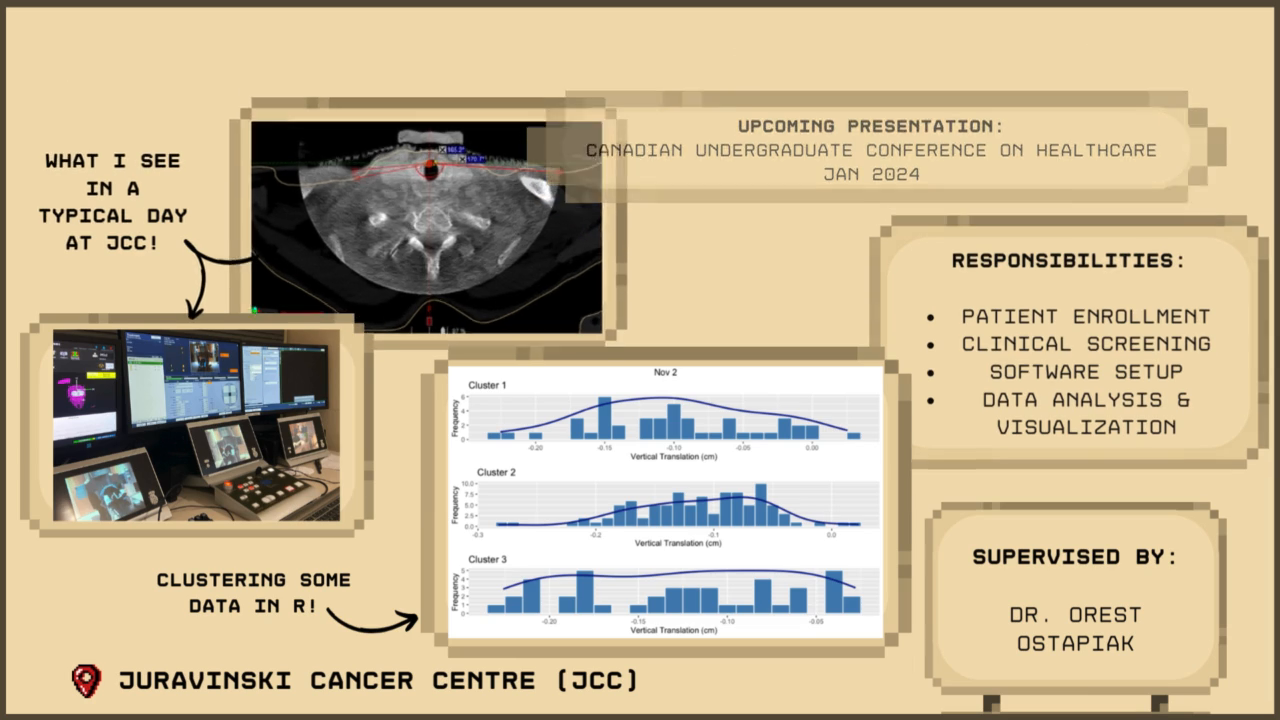 UPCOMING PRESENTATION:
CANADIAN UNDERGRADUATE CONFERENCE ON HEALTHCARE
JAN 2024
WHAT I SEE
IN A
TYPICAL DAY
AT JCC!
RESPONSIBILITIES:
• PATIENT ENROLLMENT
• CLINICAL SCREENING
• SOFTWARE SETUP
• DATA ANALYSIS &
VISUALIZATION
Nov 2
Cluster 1
Frequency
6
4
2
0
-0.20
-0.15
-0.10
-0.05
0.00
Vertical Translation (cm)
Cluster 2
Frequency
10.0
7.5
5.0
2.5
0.0
-0.3
-0.2
-0.1
0.0
Vertical Translation (cm)
Cluster 3
Frequency
5
4
3
2
1
0
-0.20
-0.15
-0.10
-0.05
Vertical Translation (cm)
CLUSTERING SOME
DATA IN R!
SUPERVISED BY:
DR. OREST
OSTAPIAK
JURAVINSKI CANCER CENTRE (JCC)